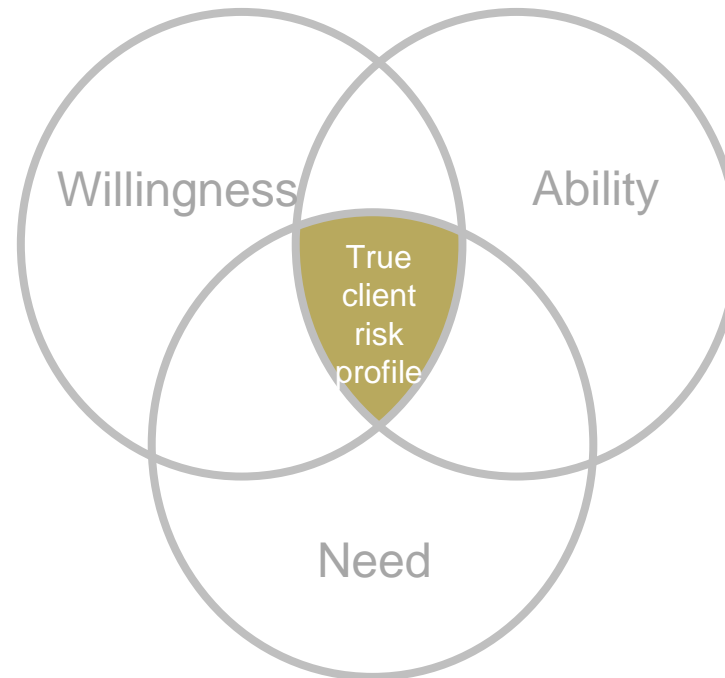 Willingness
Ability
True
client
risk
profile
Need